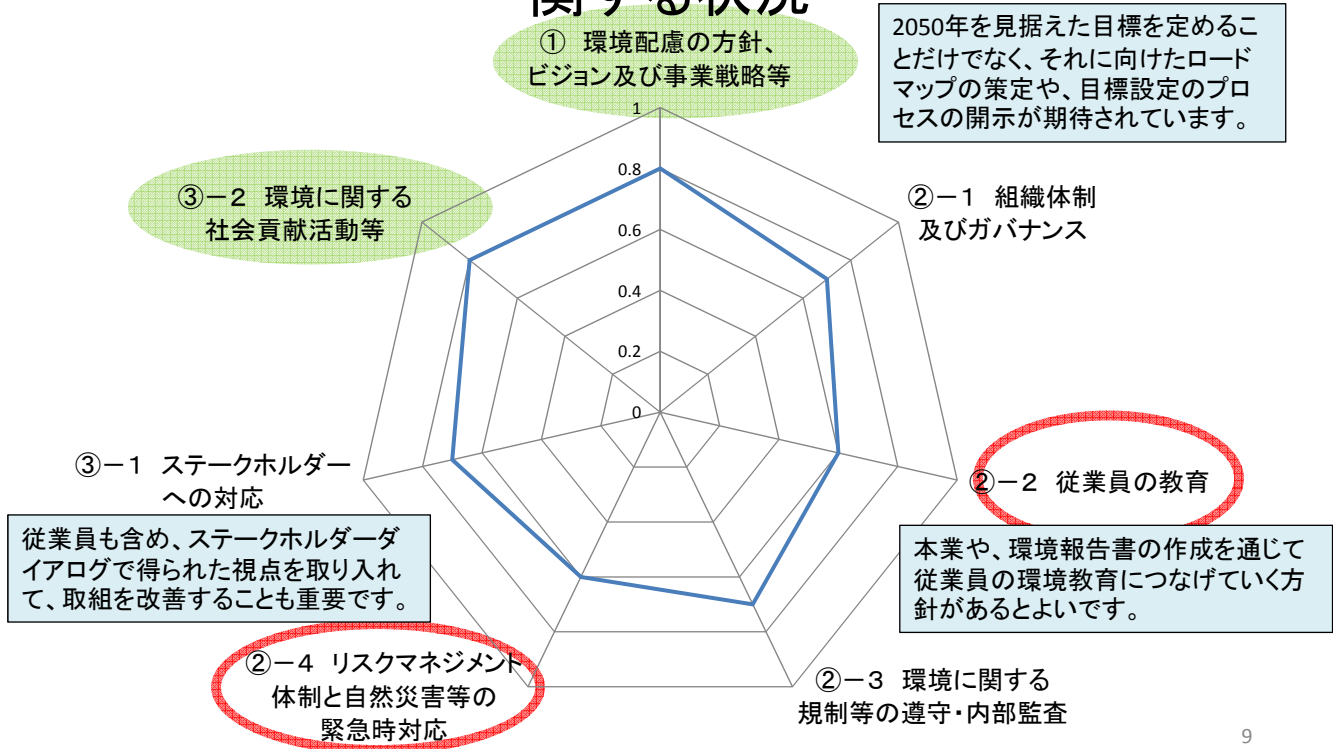 関する状況
① 環境配慮の方針、
ビジョン及び事業戦略等
2050年を見据えた目標を定めるこ
とだけでなく、それに向けたロード
マップの策定や、目標設定のプロ
セスの開示が期待されています。
1
0.8
0.6
0.4
0.2
0
③－２ 環境に関する
社会貢献活動等
②－１ 組織体制
及びガバナンス
③－１ ステークホルダー
への対応
従業員も含め、ステークホルダーダ
イアログで得られた視点を取り入れ
て、取組を改善することも重要です。
②－２ 従業員の教育
本業や、環境報告書の作成を通じて
従業員の環境教育につなげていく方
針があるとよいです。
②－４ リスクマネジメント
体制と自然災害等の
緊急時対応
②－３ 環境に関する
規制等の遵守・内部監査
9